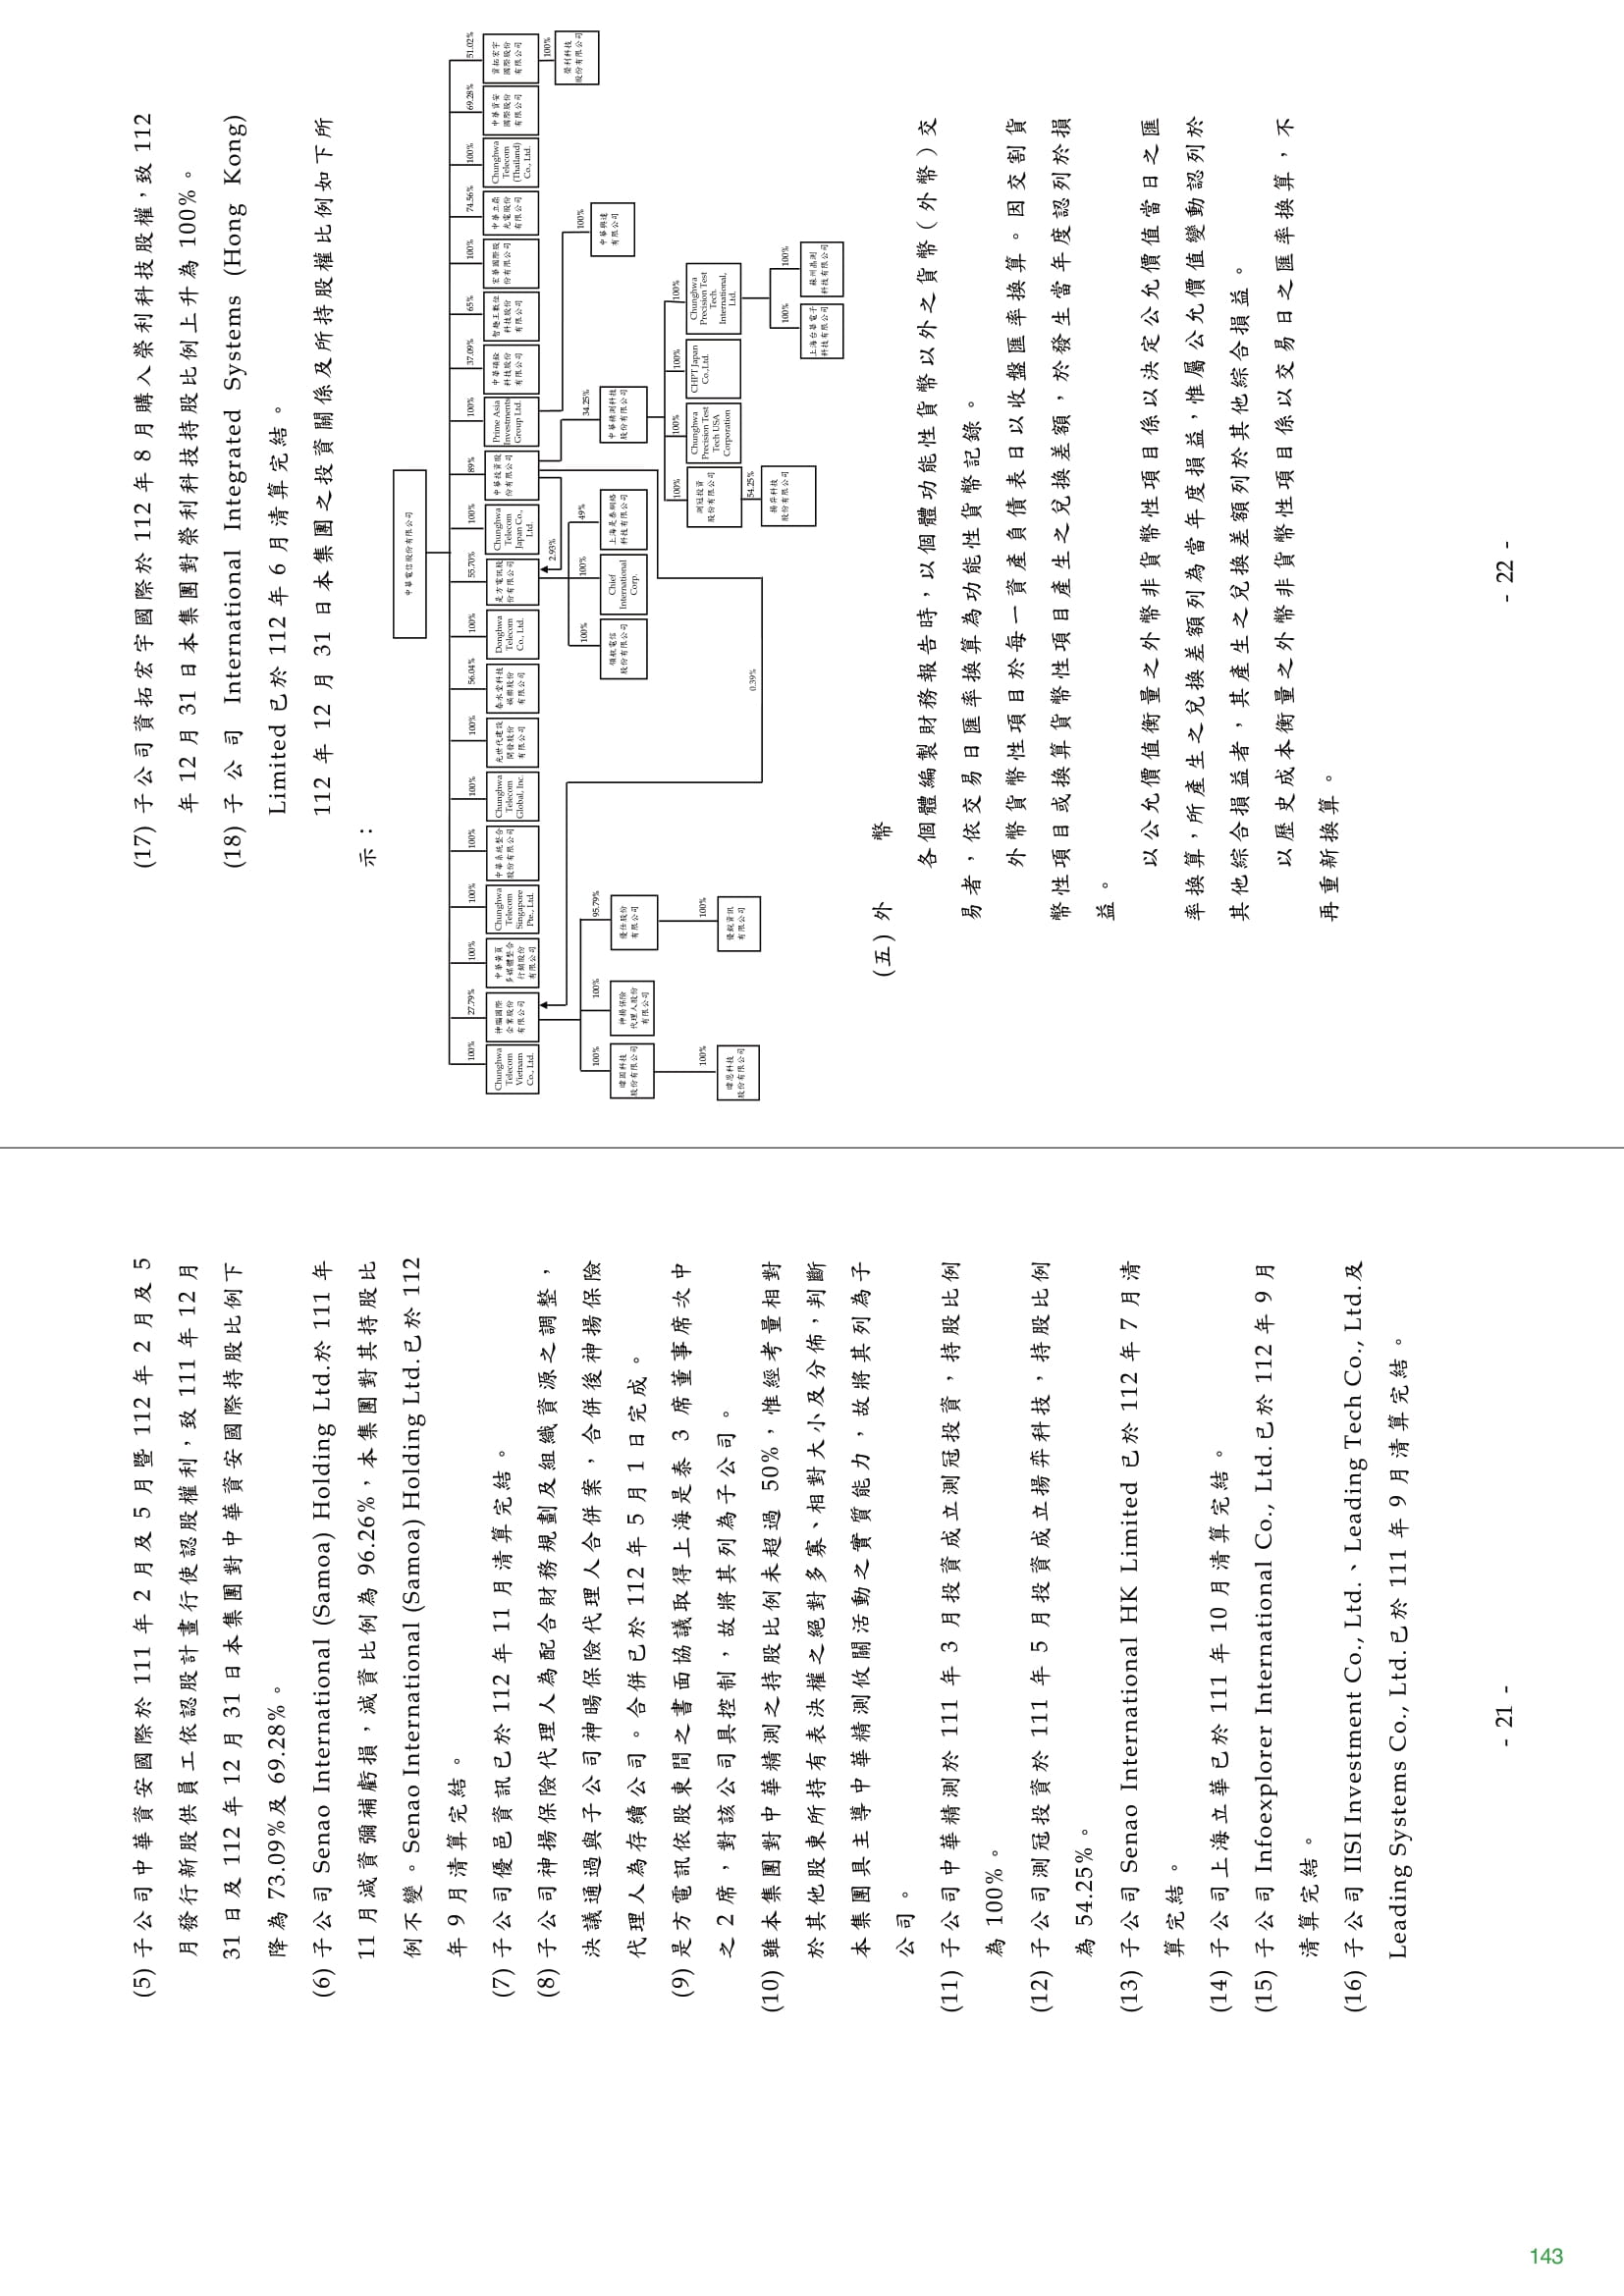 (5) 子公司中華資安國際於 111 年 2 月及 5 月暨 112 年 2 月及 5
月發行新股供員工依認股計畫行使認股權利，致 111 年 12 月
31 日及 112 年 12 月 31 日本集團對中華資安國際持股比例下
降為 73.09%及 69.28%。
(6) 子公司 Senao International (Samoa) Holding Ltd.於 111 年
11 月減資彌補虧損，減資比例為 96.26%，本集團對其持股比
例不變。Senao International (Samoa) Holding Ltd.已於 112
年 9 月清算完結。
(7) 子公司優邑資訊已於 112 年 11 月清算完結。
(8) 子公司神揚保險代理人為配合財務規劃及組織資源之調整，
決議通過與子公司神暘保險代理人合併案，合併後神揚保險
代理人為存續公司。合併已於 112 年 5 月 1 日完成。
(9) 是方電訊依股東間之書面協議取得上海是泰 3 席董事席次中
之 2 席，對該公司具控制，故將其列為子公司。
(10) 雖本集團對中華精測之持股比例未超過 50%，惟經考量相對
於其他股東所持有表決權之絕對多寡、相對大小及分佈，判斷
本集團具主導中華精測攸關活動之實質能力，故將其列為子
公司。
(11) 子公司中華精測於 111 年 3 月投資成立測冠投資，持股比例
為 100%。
(12) 子公司測冠投資於 111 年 5 月投資成立揚弈科技，持股比例
為 54.25%。
(13) 子公司 Senao International HK Limited 已於 112 年 7 月清
算完結。
(14) 子公司上海立華已於 111 年 10 月清算完結。
(15) 子公司 Infoexplorer International Co., Ltd.已於 112 年 9 月
清算完結。
(16) 子公司 IISI Investment Co., Ltd.、Leading Tech Co., Ltd.及
Leading Systems Co., Ltd.已於 111 年 9 月清算完結。
- 21 -
(17) 子公司資拓宏宇國際於 112 年 8 月購入榮利科技股權，致 112
年 12 月 31 日本集團對榮利科技持股比例上升為 100%。
(18) 子公司 International Integrated Systems (Hong Kong)
Limited 已於 112 年 6 月清算完結。
112 年 12 月 31 日本集團之投資關係及所持股權比例如下所
示：
中華電信股份有限公司
100%
27.79%
100%
100%
100%
100%
100%
56.04%
100%
55.70%
100%
89%
100%
37.09%
65%
100%
74.56%
100%
69.28%
51.02%
Chunghwa
Telecom
Vietnam
Co., Ltd.
神腦國際
企業股份
有限公司
中華黃頁
多媒體整合
行銷股份
有限公司
Chunghwa
Telecom
Singapore
Pte., Ltd.
中華系統整合
股份有限公司
Chunghwa
Telecom
Global, Inc.
光世代建設
開發股份
有限公司
春水堂科技
娛樂股份
有限公司
Donghwa
Telecom
Co., Ltd.
是方電訊股
份有限公司
Chunghwa
Telecom
Japan Co.,
Ltd.
中華投資股
份有限公司
Prime Asia
Investments
Group Ltd.
中華碩銓
科技股份
有限公司
智趣王數位
科技股份
有限公司
宏華國際股
份有限公司
中華立鼎
光電股份
有限公司
Chunghwa
Telecom
(Thailand)
Co., Ltd.
中華資安
國際股份
有限公司
資拓宏宇
國際股份
有限公司
100%
榮利科技
股份有限公司
2.93%
100%
100%
49%
領航電信
股份有限公司
Chief
International
Corp.
上海是泰網絡
科技有限公司
34.25%
中華精測科技
股份有限公司
100%
中華興達
有限公司
100%
100%
100%
100%
測冠投資
股份有限公司
Chunghwa
Precision Test
Tech USA
Corporation
CHPT Japan
Co.,Ltd.
Chunghwa
Precision Test
Tech.
International,
Ltd.
54.25%
揚弈科技
股份有限公司
100%
100%
上海台華電子
科技有限公司
蘇州晶測
科技有限公司
0.39%
100%
100%
95.79%
神揚保險
代理人股份
有限公司
優仕股份
有限公司
100%
100%
股份有限公司
優銳資訊
有限公司
(五) 外　幣
各個體編製財務報告時，以個體功能性貨幣以外之貨幣（外幣）交
易者，依交易日匯率換算為功能性貨幣記錄。
外幣貨幣性項目於每一資產負債表日以收盤匯率換算。因交割貨
幣性項目或換算貨幣性項目產生之兌換差額，於發生當年度認列於損
益。
以公允價值衡量之外幣非貨幣性項目係以決定公允價值當日之匯
率換算，所產生之兌換差額列為當年度損益，惟屬公允價值變動認列於
其他綜合損益者，其產生之兌換差額列於其他綜合損益。
以歷史成本衡量之外幣非貨幣性項目係以交易日之匯率換算，不
再重新換算。
- 22 -
143